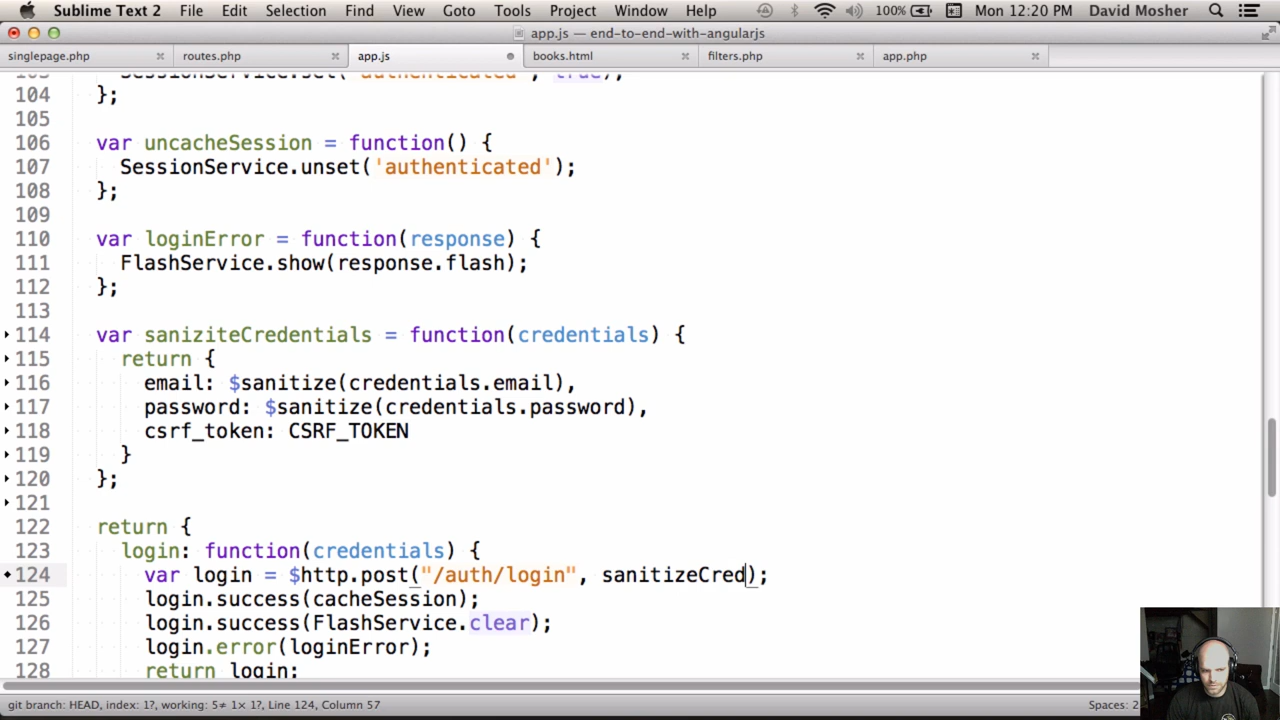 Sublime Text 2 File Edit Selection Find View Goto Tools Project Window Help 100% Mon 12:20 PM David Mosher
app.js — end-to-end-with-angularjs
singlepage.php routes.php app.js books.html filters.php app.php
103 SessionService.set('authenticated', true);
104 };
105
106 var uncacheSession = function() {
107 SessionService.unset('authenticated');
108 };
109
110 var loginError = function(response) {
111 FlashService.show(response.flash);
112 };
113
114 var saniziteCredentials = function(credentials) {
115 return {
116 email: $sanitize(credentials.email),
117 password: $sanitize(credentials.password),
118 csrf_token: CSRF_TOKEN
119 }
120 };
121
122 return {
123 login: function(credentials) {
124 var login = $http.post("/auth/login", sanitizeCred);
125 login.success(cacheSession);
126 login.success(FlashService.clear);
127 login.error(loginError);
128 return login;
git branch: HEAD, index: 1?, working: 5≠ 1× 1?, Line 124, Column 57 Spaces: 2